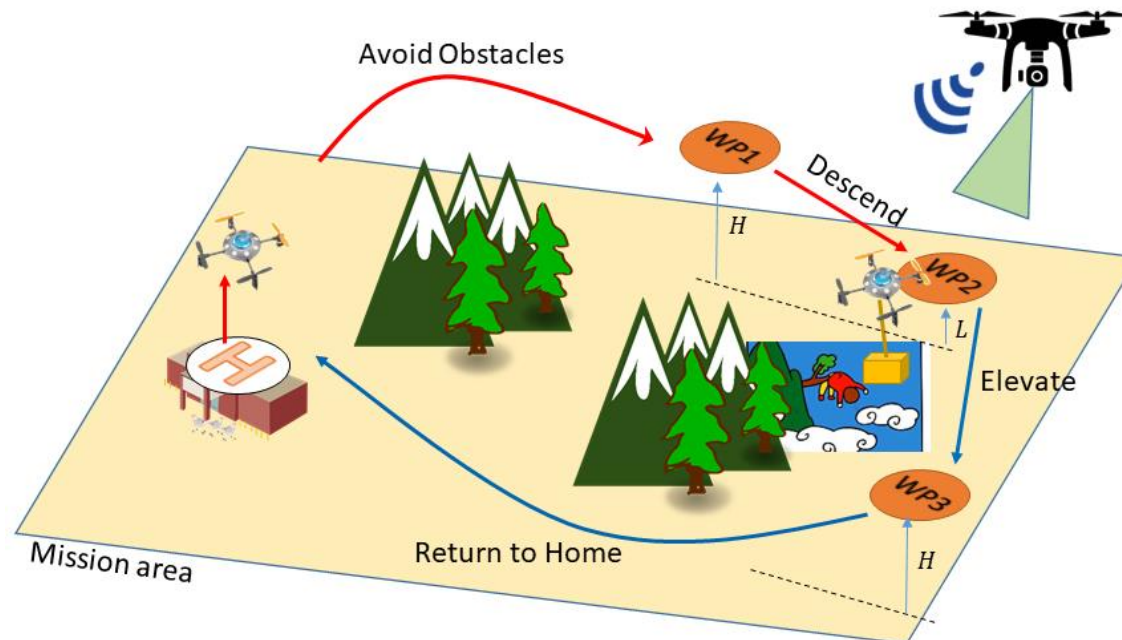 Avoid Obstacles
WP1
Descend
H
WP2
L
Elevate
H
WP3
Return to Home
H
Mission area